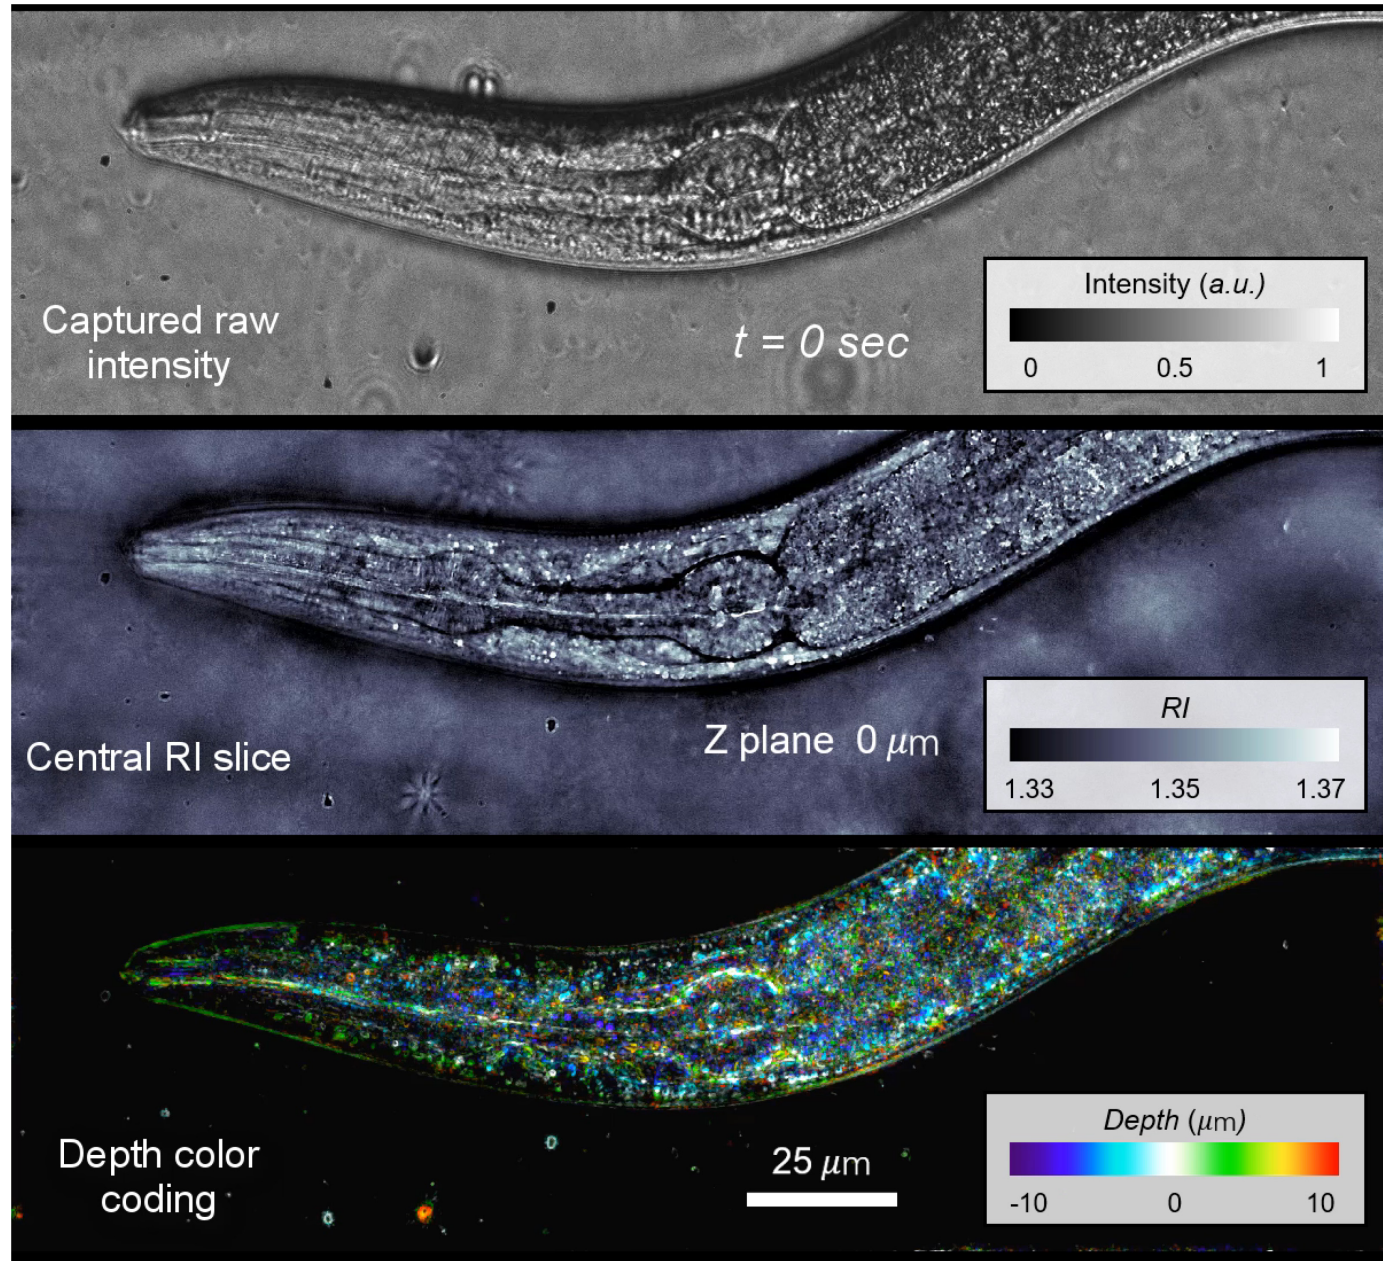 Captured raw
intensity
t = 0 sec
Intensity (a.u.)
0 0.5 1
Central RI slice
Z plane 0 μm
RI
1.33 1.35 1.37
Depth color
coding
25 μm
Depth (μm)
-10 0 10